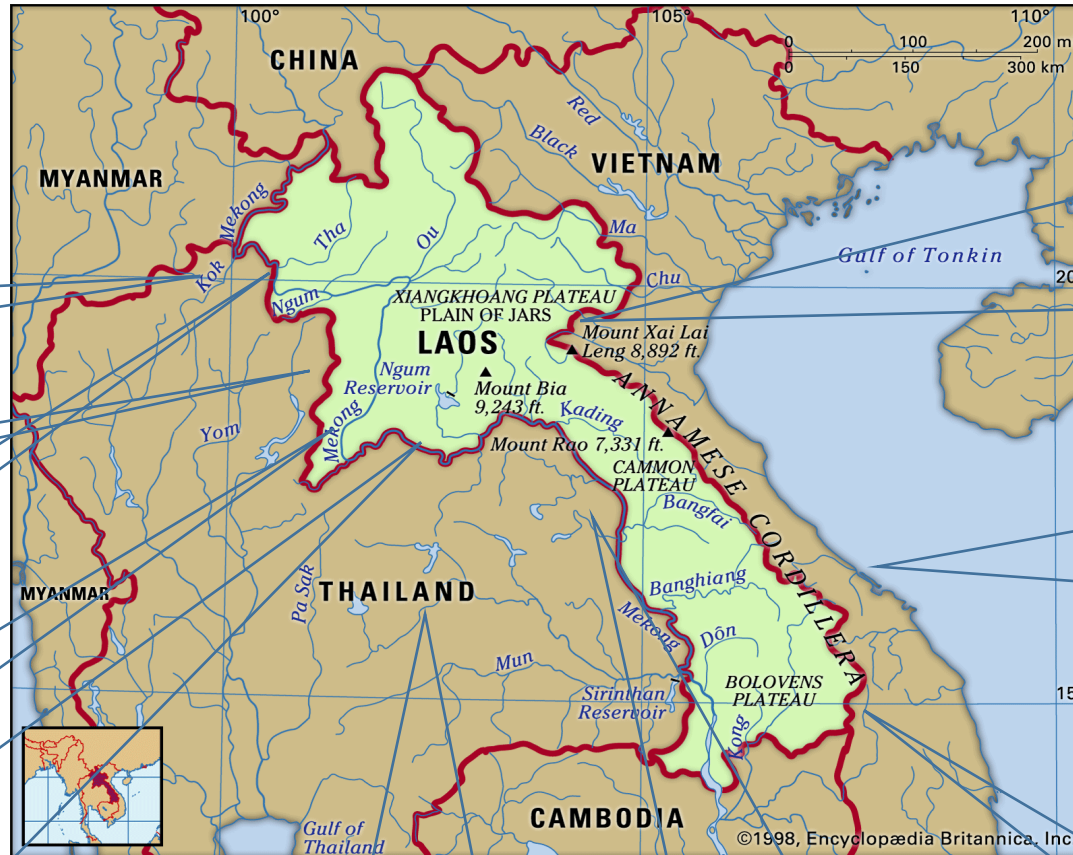 100°
105°
110°
0 100 200 m
0 150 300 km
CHINA
Red
Black
VIETNAM
MYANMAR
Mekong
Tha
Ou
Ma
Kok
Gulf of Tonkin
Chu
20
Ngum
XIANGKHOANG PLATEAU
PLAIN OF JARS
LAOS
Mount Xai Lai
Leng 8,892 ft.
Ngum
Reservoir
Mount Bia
9,243 ft.
ANNAMESE CORDILLERA
Kading
Yom
Mekong
Mount Rao 7,331 ft.
CAMMON
PLATEAU
Bangfai
MYANMAR
Pa Sak
THAILAND
Banghiang
Mekong
Dôn
Mun
BOLOVENS
PLATEAU
Sirinthan
Reservoir
15
Kong
CAMBODIA
Gulf of
Thailand
©1998, Encyclopædia Britannica, Inc